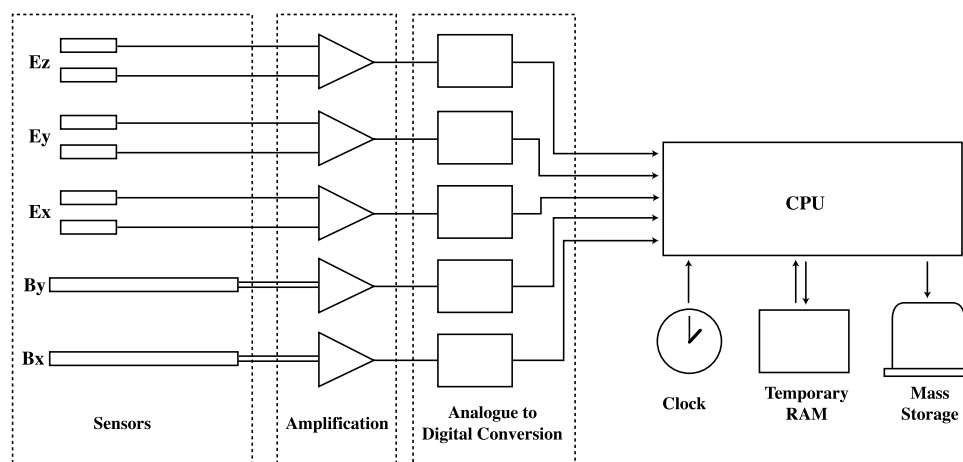 Ez
Ey
Ex
By
Bx
Sensors
Amplification
Analogue to
Digital Conversion
CPU
Clock
Temporary
RAM
Mass
Storage